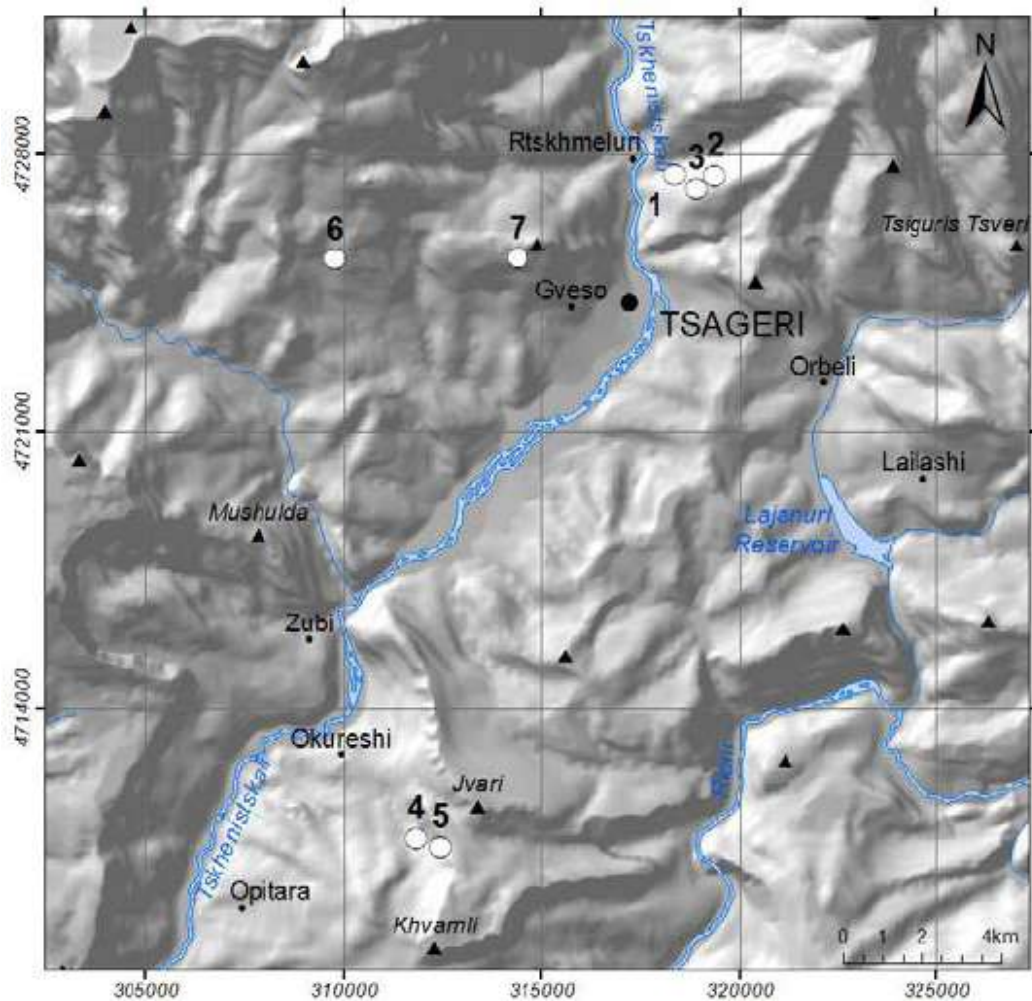 Tskhenistskali
N
Rtskhmeluri
3 2
1
4728000
Tsiguris Tsveri
6
7
Gveso
TSAGERI
Orbeli
4721000
Lailashi
Mushulda
Lajanuri
Reservoir
Zubi
4714000
Okureshi
Rioni
Jvari
Tskhenistskali
4
5
Opitara
Khvamli
0 1 2 4km
305000 310000 315000 320000 325000